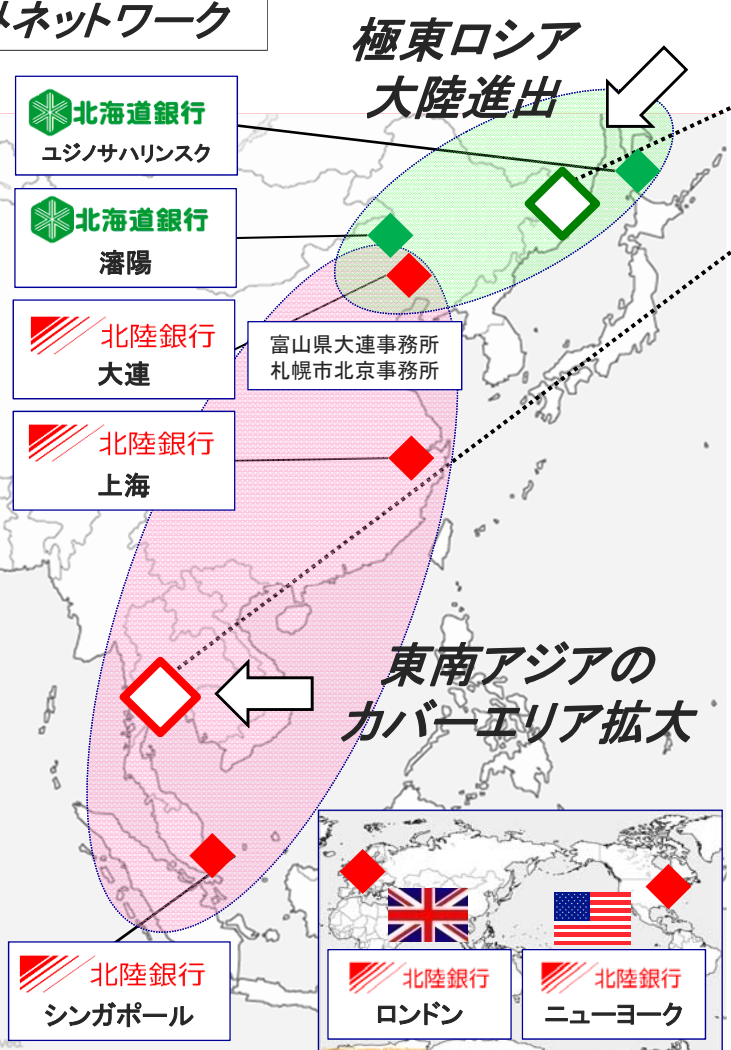 ネットワーク
極東ロシア
大陸進出
北海道銀行
ユジノサハリンスク
北海道銀行
瀋陽
北陸銀行
大連
富山県大連事務所
札幌市北京事務所
北陸銀行
上海
東南アジアの
カバーエリア拡大
北陸銀行
シンガポール
北陸銀行
ロンドン
北陸銀行
ニューヨーク